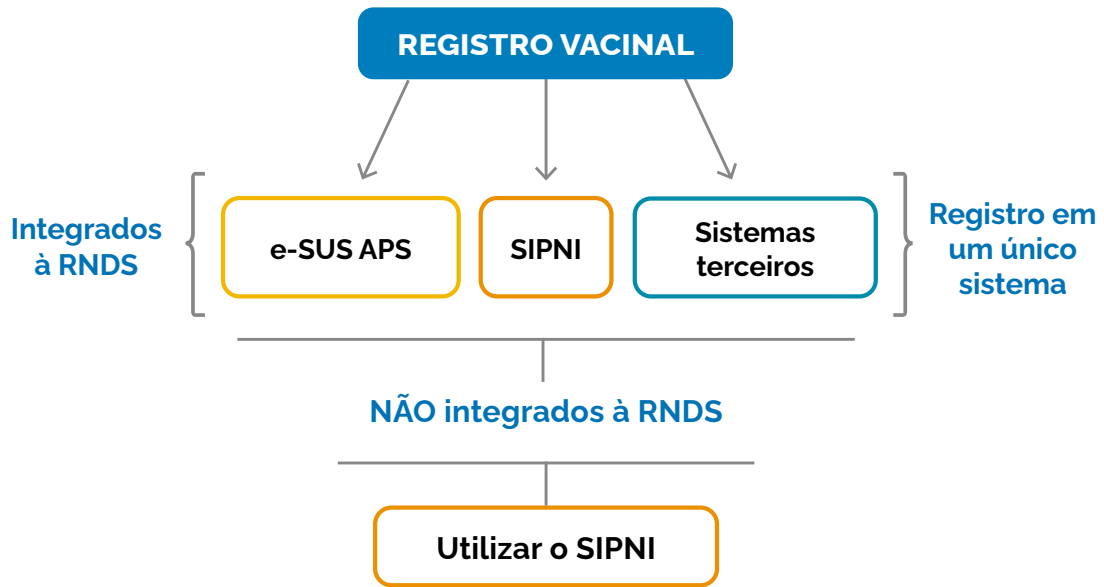 REGISTRO VACINAL
Integrados
à RNDS
e-SUS APS
SIPNI
Sistemas
terceiros
Registro em
um único
sistema
NÃO integrados à RNDS
Utilizar o SIPNI